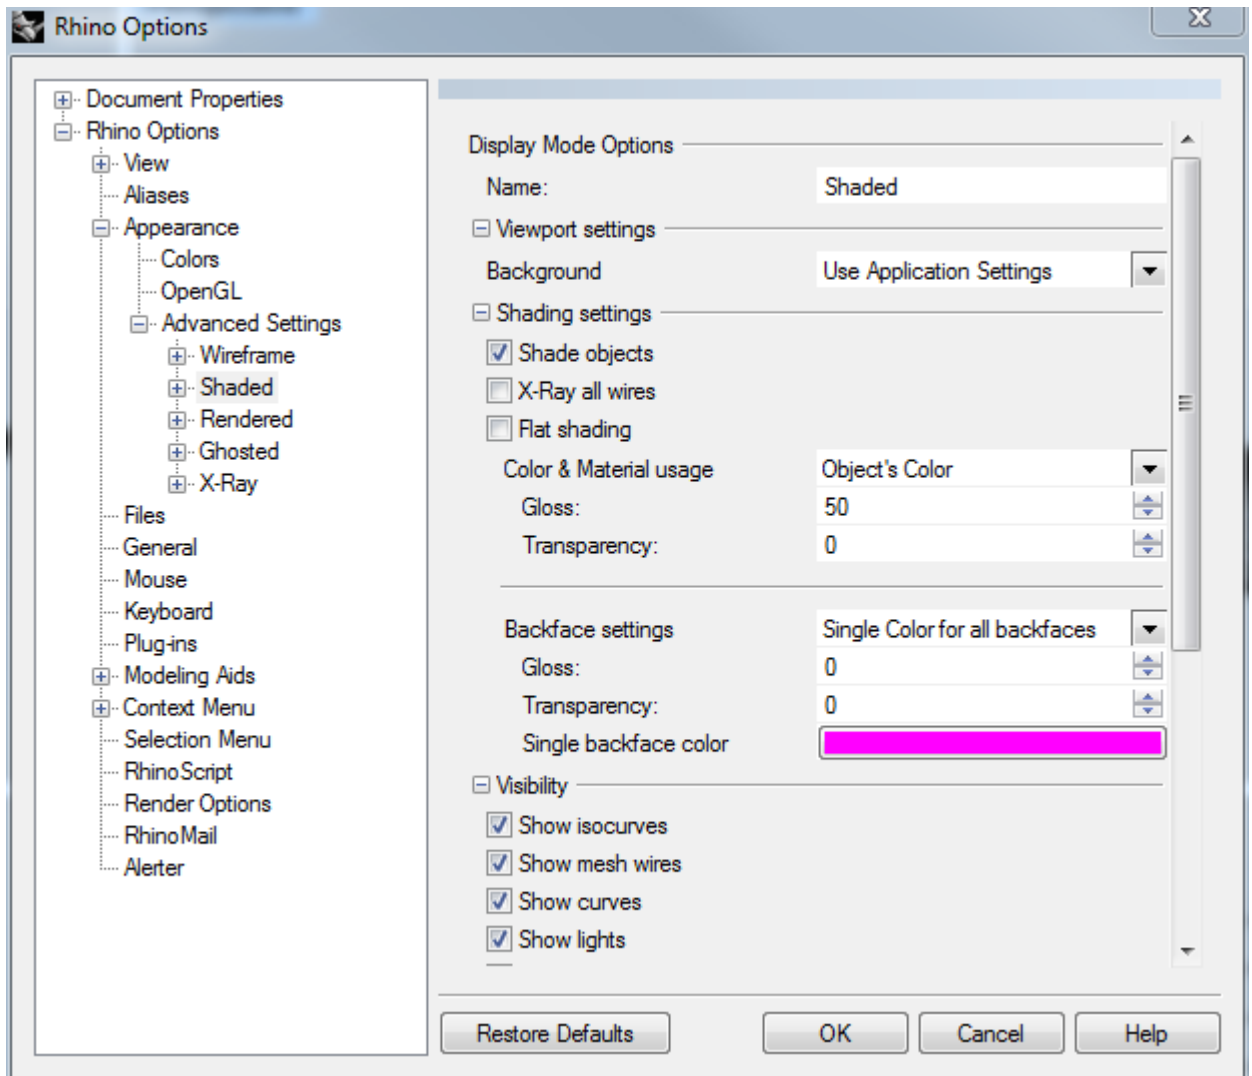 Rhino Options
Document Properties
Rhino Options
View
Aliases
Appearance
Colors
OpenGL
Advanced Settings
Wireframe
Shaded
Rendered
Ghosted
X-Ray
Files
General
Mouse
Keyboard
Plug-ins
Modeling Aids
Context Menu
Selection Menu
RhinoScript
Render Options
RhinoMail
Alerter
Display Mode Options
Name: Shaded
Viewport settings
Background Use Application Settings
Shading settings
Shade objects
X-Ray all wires
Flat shading
Color & Material usage Object's Color
Gloss: 50
Transparency: 0
Backface settings Single Color for all backfaces
Gloss: 0
Transparency: 0
Single backface color
Visibility
Show isocurves
Show mesh wires
Show curves
Show lights
Restore Defaults OK Cancel Help